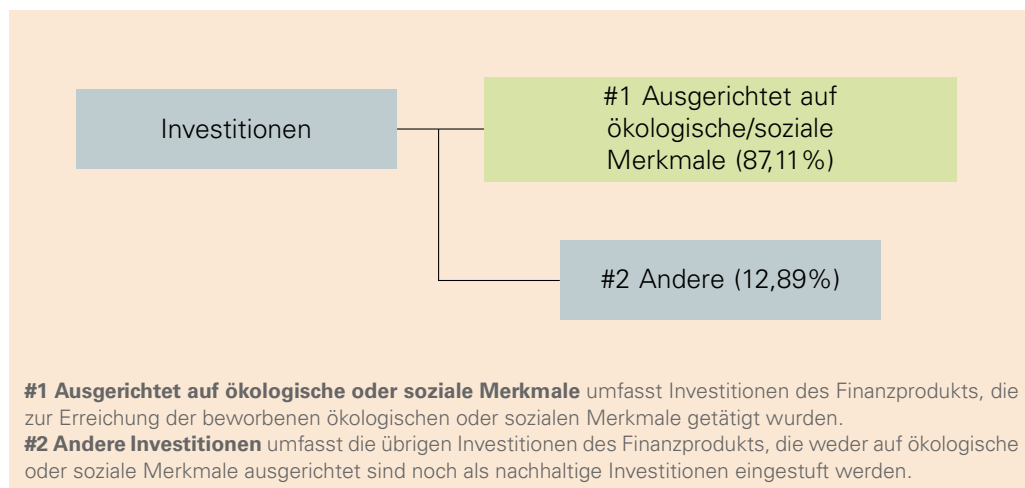 Investitionen
#1 Ausgerichtet auf
ökologische/soziale
Merkmale (87,11%)
#2 Andere (12,89%)
#1 Ausgerichtet auf ökologische oder soziale Merkmale umfasst Investitionen des Finanzprodukts, die
zur Erreichung der beworbenen ökologischen oder sozialen Merkmale getätigt wurden.
#2 Andere Investitionen umfasst die übrigen Investitionen des Finanzprodukts, die weder auf ökologische
oder soziale Merkmale ausgerichtet sind noch als nachhaltige Investitionen eingestuft werden.